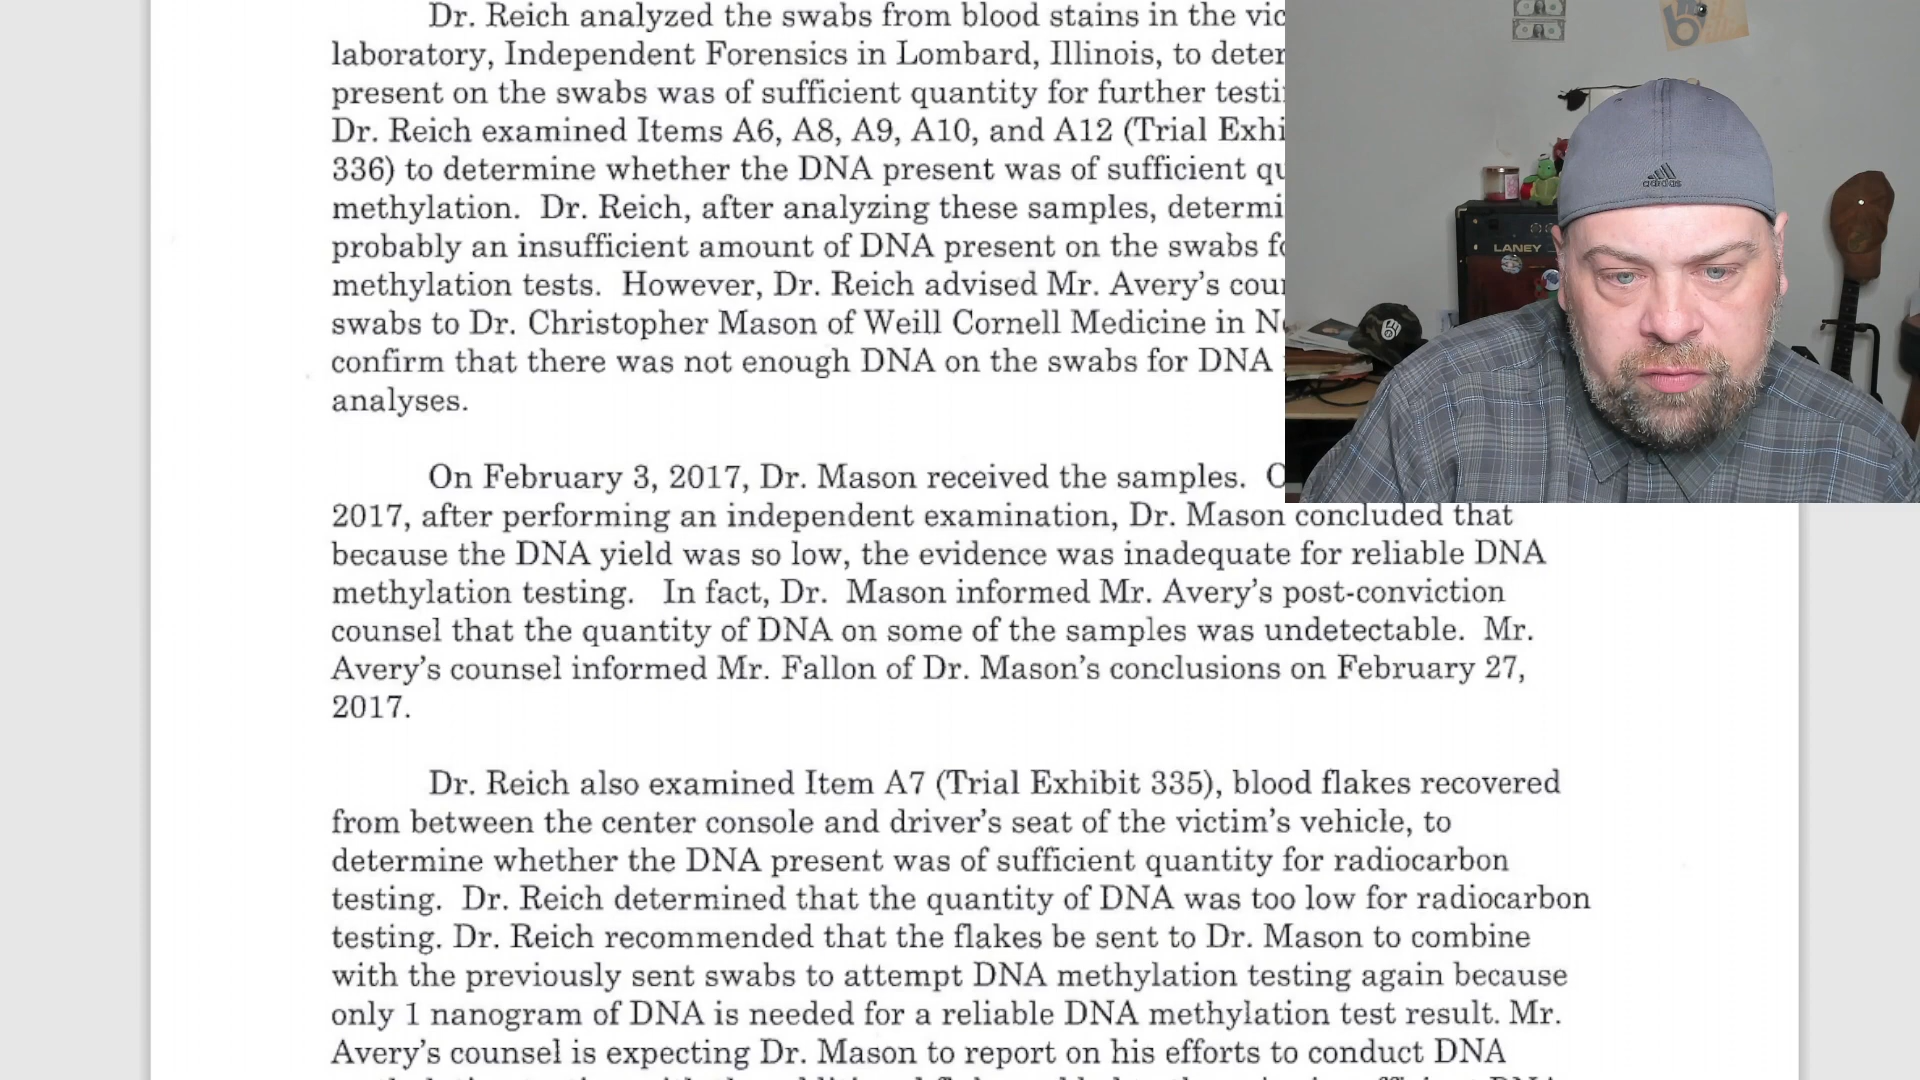 Dr. Reich analyzed the swabs from blood stains in the vic
laboratory, Independent Forensics in Lombard, Illinois, to deter
present on the swabs was of sufficient quantity for further testi
Dr. Reich examined Items A6, A8, A9, A10, and A12 (Trial Exhi
336) to determine whether the DNA present was of sufficient qu
methylation. Dr. Reich, after analyzing these samples, determi
probably an insufficient amount of DNA present on the swabs fo
methylation tests. However, Dr. Reich advised Mr. Avery's cou
swabs to Dr. Christopher Mason of Weill Cornell Medicine in Ne
confirm that there was not enough DNA on the swabs for DNA
analyses.
On February 3, 2017, Dr. Mason received the samples. O
2017, after performing an independent examination, Dr. Mason concluded that
because the DNA yield was so low, the evidence was inadequate for reliable DNA
methylation testing. In fact, Dr. Mason informed Mr. Avery's post-conviction
counsel that the quantity of DNA on some of the samples was undetectable. Mr.
Avery's counsel informed Mr. Fallon of Dr. Mason's conclusions on February 27,
2017.
Dr. Reich also examined Item A7 (Trial Exhibit 335), blood flakes recovered
from between the center console and driver's seat of the victim's vehicle, to
determine whether the DNA present was of sufficient quantity for radiocarbon
testing. Dr. Reich determined that the quantity of DNA was too low for radiocarbon
testing. Dr. Reich recommended that the flakes be sent to Dr. Mason to combine
with the previously sent swabs to attempt DNA methylation testing again because
only 1 nanogram of DNA is needed for a reliable DNA methylation test result. Mr.
Avery's counsel is expecting Dr. Mason to report on his efforts to conduct DNA
LANEY
adidas